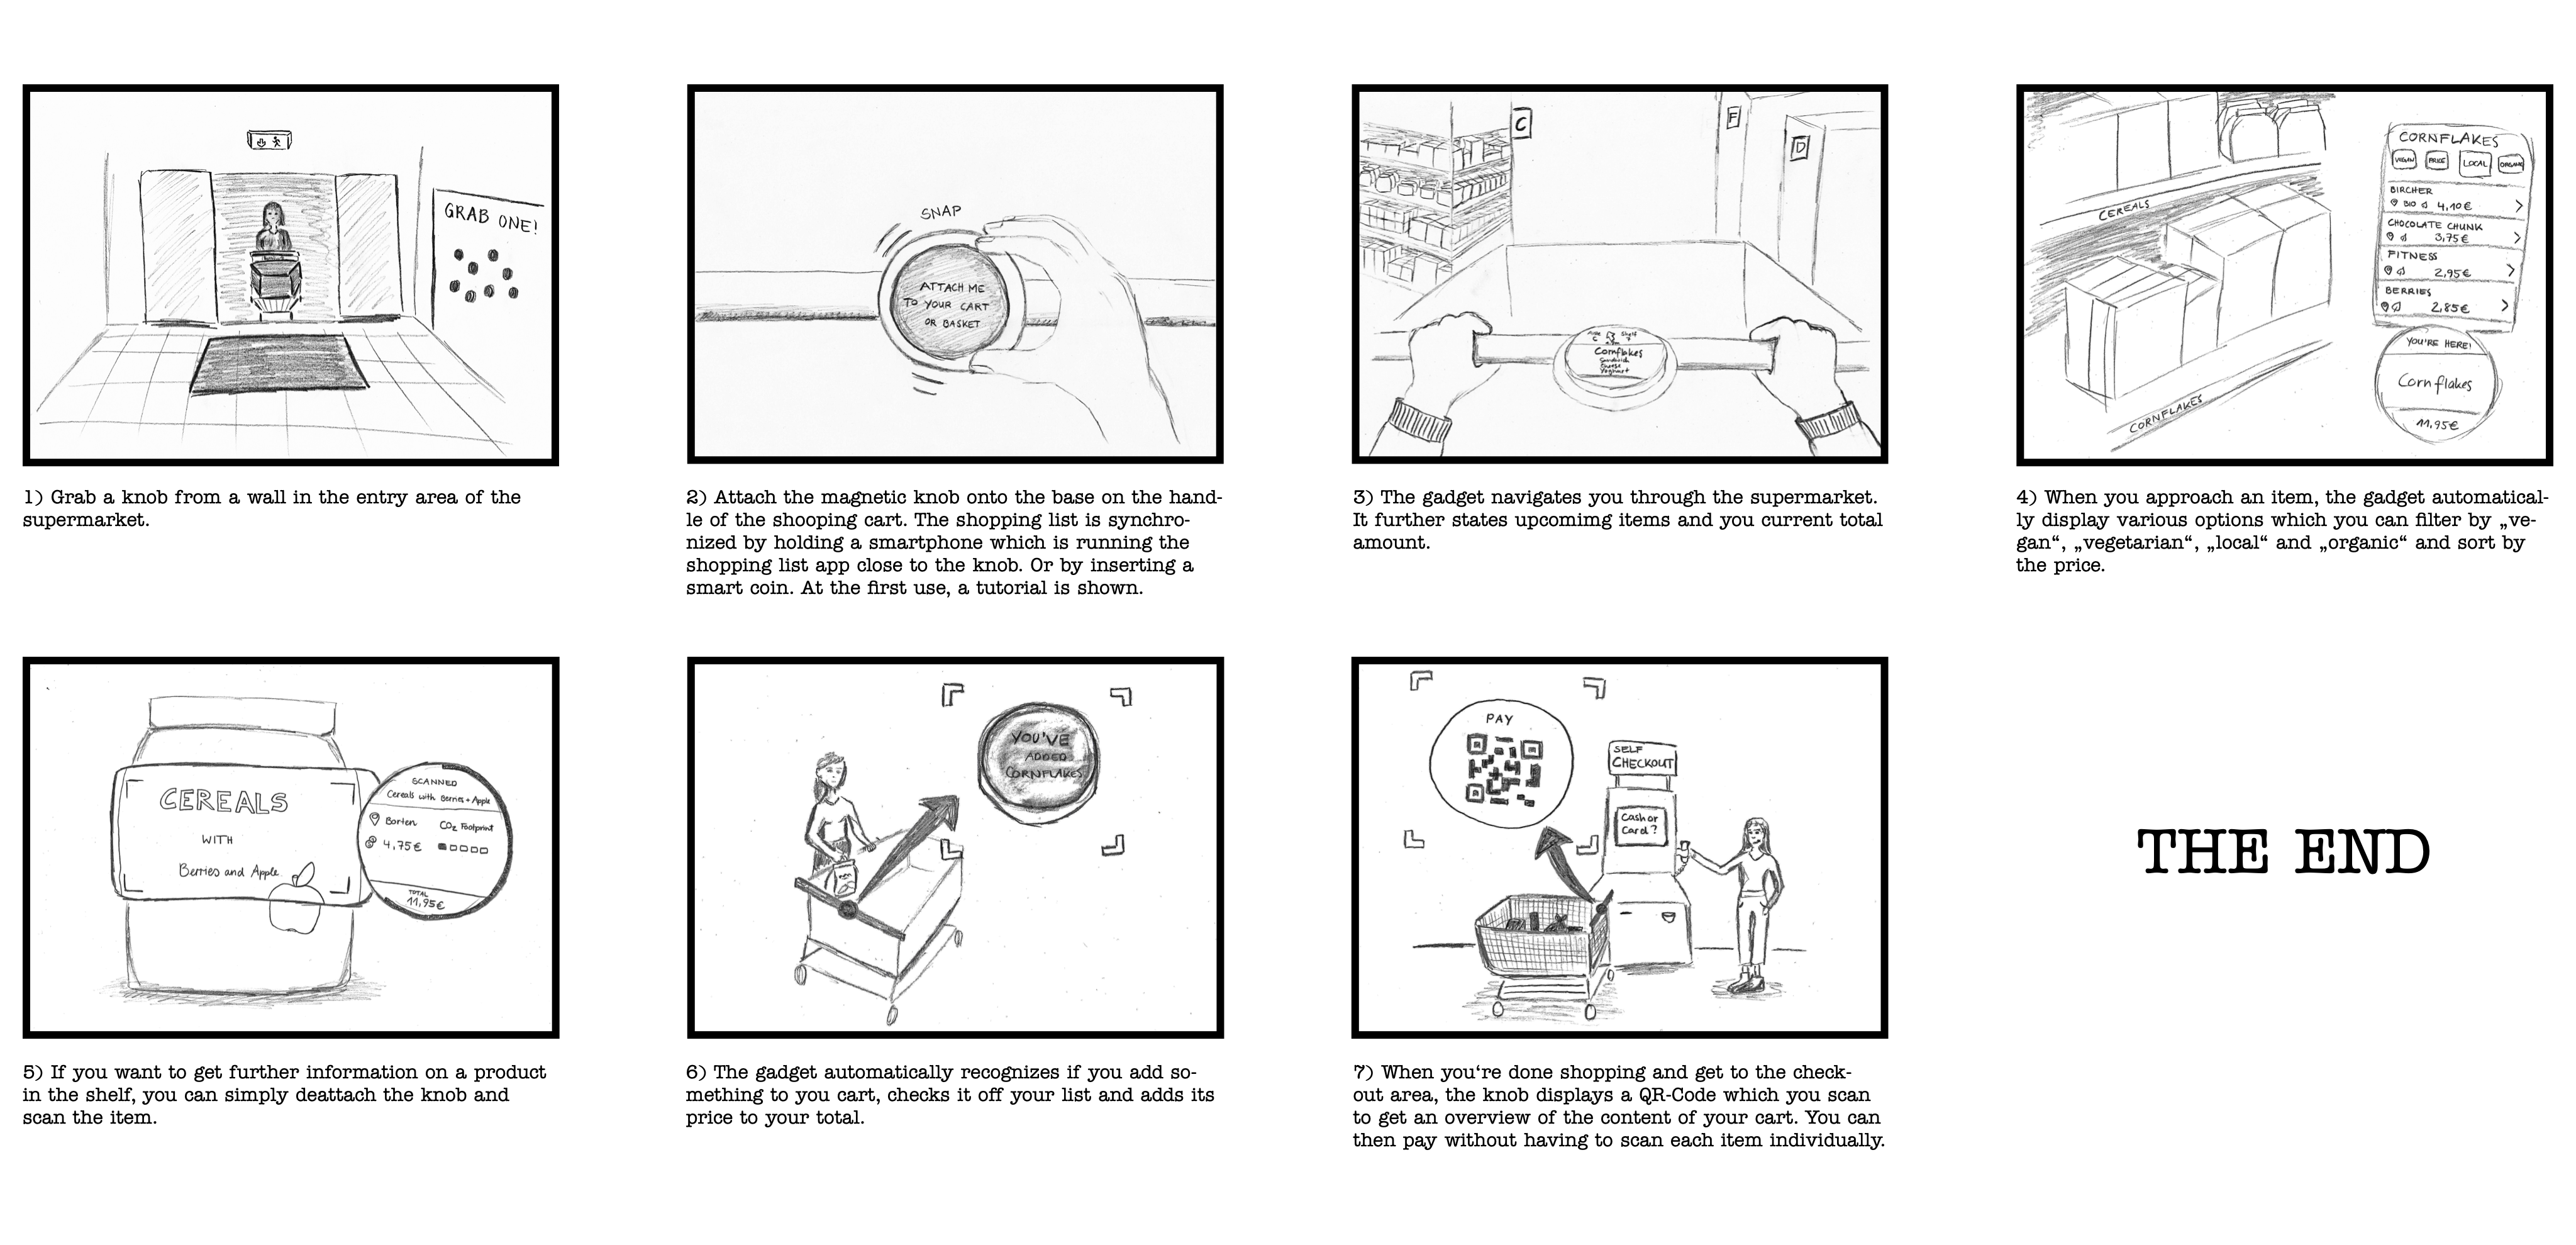 GRAB ONE!
1) Grab a knob from a wall in the entry area of the
supermarket.
SNAP
ATTACH ME
TO YOUR CART
OR BASKET
2) Attach the magnetic knob onto the base on the hand-
le of the shooping cart. The shopping list is synchro-
nized by holding a smartphone which is running the
shopping list app close to the knob. Or by inserting a
smart coin. At the first use, a tutorial is shown.
C
F
D
Aisle Shelf
C 7
Cornflakes
Sandwich
Cheese
Yoghurt
3) The gadget navigates you through the supermarket.
It further states upcomimg items and you current total
amount.
CEREALS
CORNFLAKES
CORNFLAKES
VEGAN PRICE LOCAL ORGANIC
BIRCHER
BIO 4,10€ >
CHOCOLATE CHUNK
3,75€ >
FITNESS
2,95€ >
BERRIES
2,85€ >
YOU'RE HERE!
Cornflakes
11,95€
4) When you approach an item, the gadget automatical-
ly display various options which you can filter by „ve-
gan“, „vegetarian“, „local“ and „organic“ and sort by
the price.
CEREALS
WITH
Berries and Apple
SCANNED
Cereals with Berries + Apple
Borten CO2 Footprint
4,75€
TOTAL
11,95€
5) If you want to get further information on a product
in the shelf, you can simply deattach the knob and
scan the item.
YOU'VE
ADDED
CORNFLAKES
6) The gadget automatically recognizes if you add so-
mething to you cart, checks it off your list and adds its
price to your total.
PAY
SELF
CHECKOUT
Cash or
Card?
7) When you‘re done shopping and get to the check-
out area, the knob displays a QR-Code which you scan
to get an overview of the content of your cart. You can
then pay without having to scan each item individually.
THE END